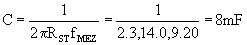 C = 1 / 2πR_ST f_MEZ = 1 / 2.3,14.0,9.20 = 8mF